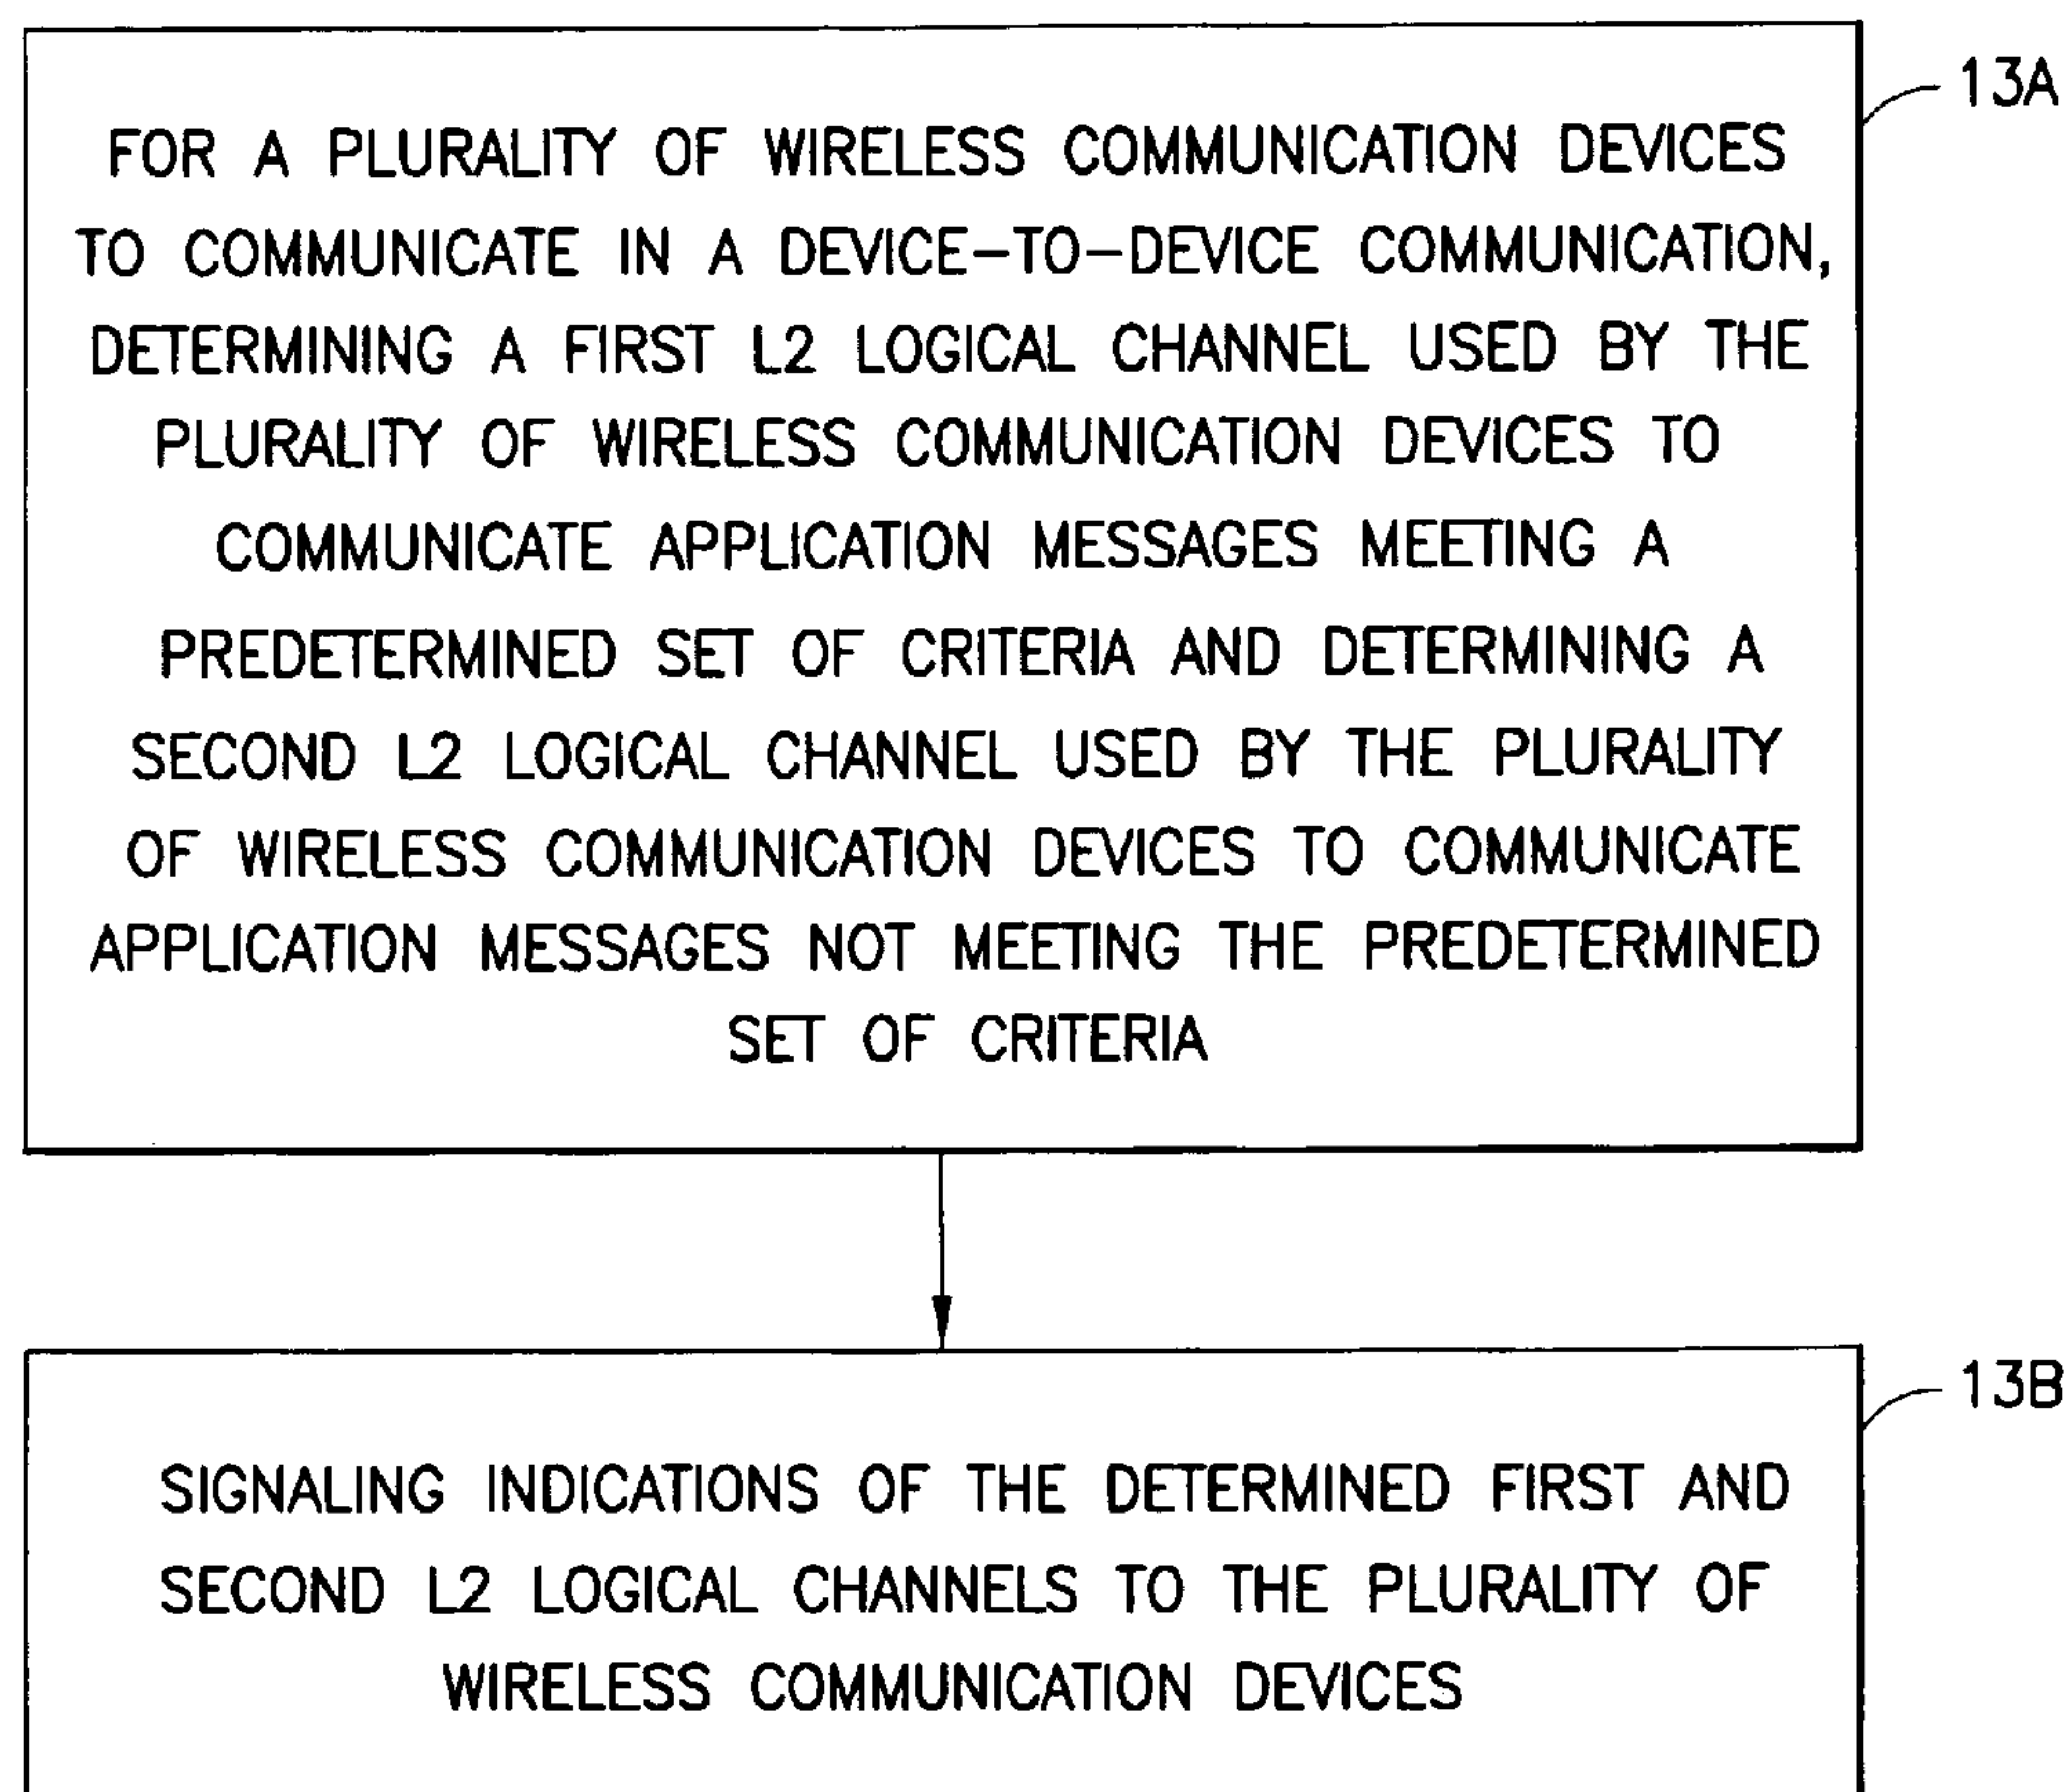 13A
FOR A PLURALITY OF WIRELESS COMMUNICATION DEVICES
TO COMMUNICATE IN A DEVICE-TO-DEVICE COMMUNICATION,
DETERMINING A FIRST L2 LOGICAL CHANNEL USED BY THE
PLURALITY OF WIRELESS COMMUNICATION DEVICES TO
COMMUNICATE APPLICATION MESSAGES MEETING A
PREDETERMINED SET OF CRITERIA AND DETERMINING A
SECOND L2 LOGICAL CHANNEL USED BY THE PLURALITY
OF WIRELESS COMMUNICATION DEVICES TO COMMUNICATE
APPLICATION MESSAGES NOT MEETING THE PREDETERMINED
SET OF CRITERIA
13B
SIGNALING INDICATIONS OF THE DETERMINED FIRST AND
SECOND L2 LOGICAL CHANNELS TO THE PLURALITY OF
WIRELESS COMMUNICATION DEVICES